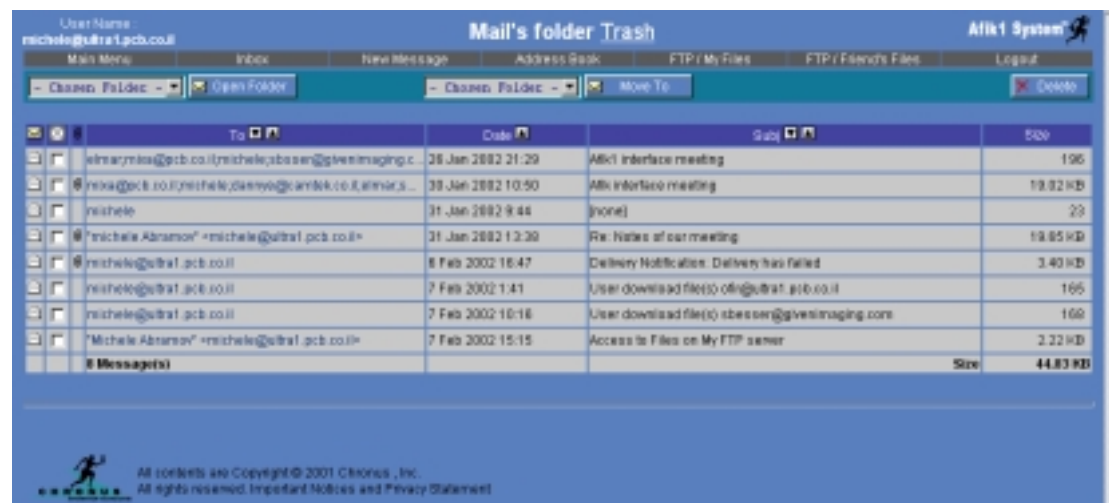 User Name:
michele@ultra1.pcb.co.il
Mail's folder Trash
Afik1 System
Main Menu Inbox New Message Address Book FTP / My Files FTP / Friend's Files Logout
- Chosen Folder - Open Folder - Chosen Folder - Move To Delete
To Date Subj Size
elmar;mixa@pcb.co.il;michele;sbesser@givenimaging.c... 26 Jan 2002 21:29 Afik1 interface meeting 196
mixa@pcb.co.il;michele;dannye@camtek.co.il,elmar;s... 30 Jan 2002 10:50 Afik interface meeting 19.02 KB
michele 31 Jan 2002 9:44 [none] 23
"michele Abramov" <michele@ultra1.pcb.co.il> 31 Jan 2002 13:38 Re: Notes of our meeting 19.85 KB
michele@ultra1.pcb.co.il 6 Feb 2002 16:47 Delivery Notification: Delivery has failed 3.40 KB
michele@ultra1.pcb.co.il 7 Feb 2002 1:41 User download file(s) ofir@ultra1.pcb.co.il 165
michele@ultra1.pcb.co.il 7 Feb 2002 10:16 User download file(s) sbesser@givenimaging.com 168
"Michele Abramov" <michele@ultra1.pcb.co.il> 7 Feb 2002 15:15 Access to Files on My FTP server 2.22 KB
8 Message(s) Size 44.83 KB
CHRONUS
All contents are Copyright © 2001 Chronus , Inc.
All rights reserved. Important Notices and Privacy Statement